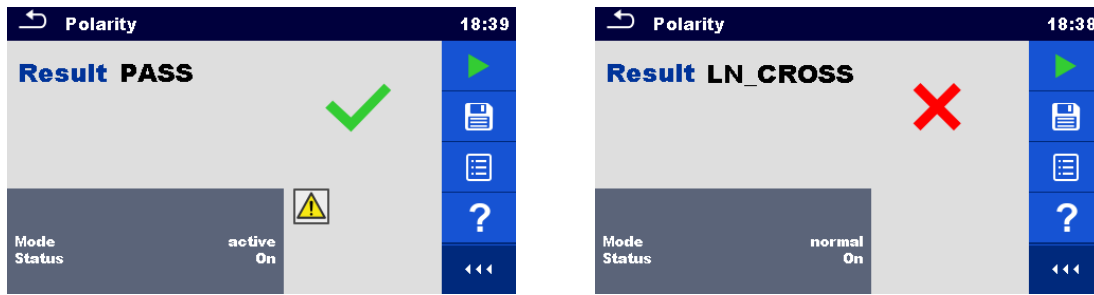 Polarity 18:39
Result PASS
Mode active
Status On
?
Polarity 18:38
Result LN_CROSS
Mode normal
Status On
?